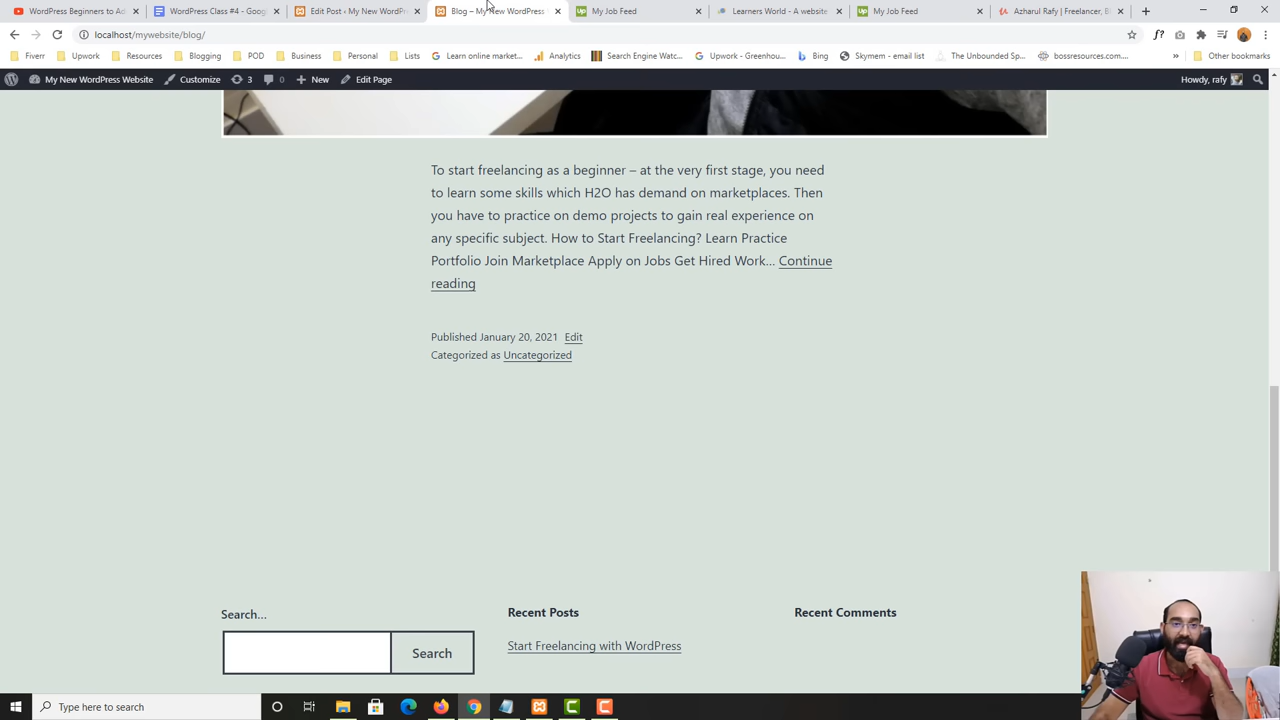 WordPress Beginners to Ad
WordPress Class #4 - Goog
Edit Post ‹ My New WordPr
Blog – My New WordPress
My Job Feed
Learners World - A website
My Job Feed
Azharul Rafy | Freelancer, Bl
localhost/mywebsite/blog/
Fiverr
Upwork
Resources
Blogging
POD
Business
Personal
Lists
Learn online market...
Analytics
Search Engine Watc...
Upwork - Greenhou...
Bing
Skymem - email list
The Unbounded Sp...
bossresources.com...
»
Other bookmarks
My New WordPress Website
Customize
3
0
New
Edit Page
Howdy, rafy
To start freelancing as a beginner – at the very first stage, you need
to learn some skills which H2O has demand on marketplaces. Then
you have to practice on demo projects to gain real experience on
any specific subject. How to Start Freelancing? Learn Practice
Portfolio Join Marketplace Apply on Jobs Get Hired Work… Continue
reading
Published January 20, 2021 Edit
Categorized as Uncategorized
Search…
Search
Recent Posts
Start Freelancing with WordPress
Recent Comments
Type here to search